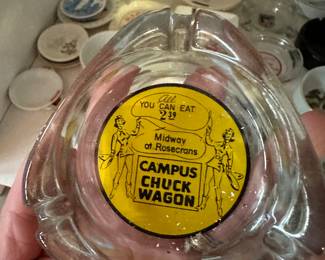 All
YOU CAN EAT
2.39
Midway
at Rosecrans
CAMPUS
CHUCK
WAGON